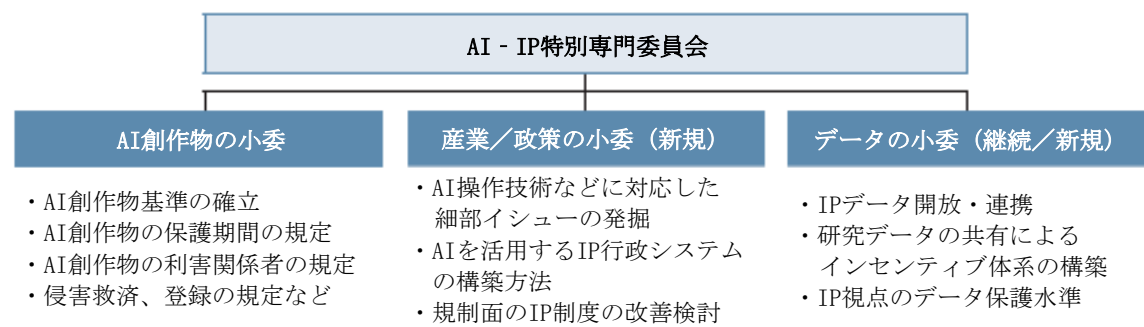 AI‐IP特別専門委員会
AI創作物の小委
・AI創作物基準の確立
・AI創作物の保護期間の規定
・AI創作物の利害関係者の規定
・侵害救済、登録の規定など
産業／政策の小委（新規）
・AI操作技術などに対応した
細部イシューの発掘
・AIを活用するIP行政システム
の構築方法
・規制面のIP制度の改善検討
データの小委（継続／新規）
・IPデータ開放・連携
・研究データの共有による
インセンティブ体系の構築
・IP視点のデータ保護水準